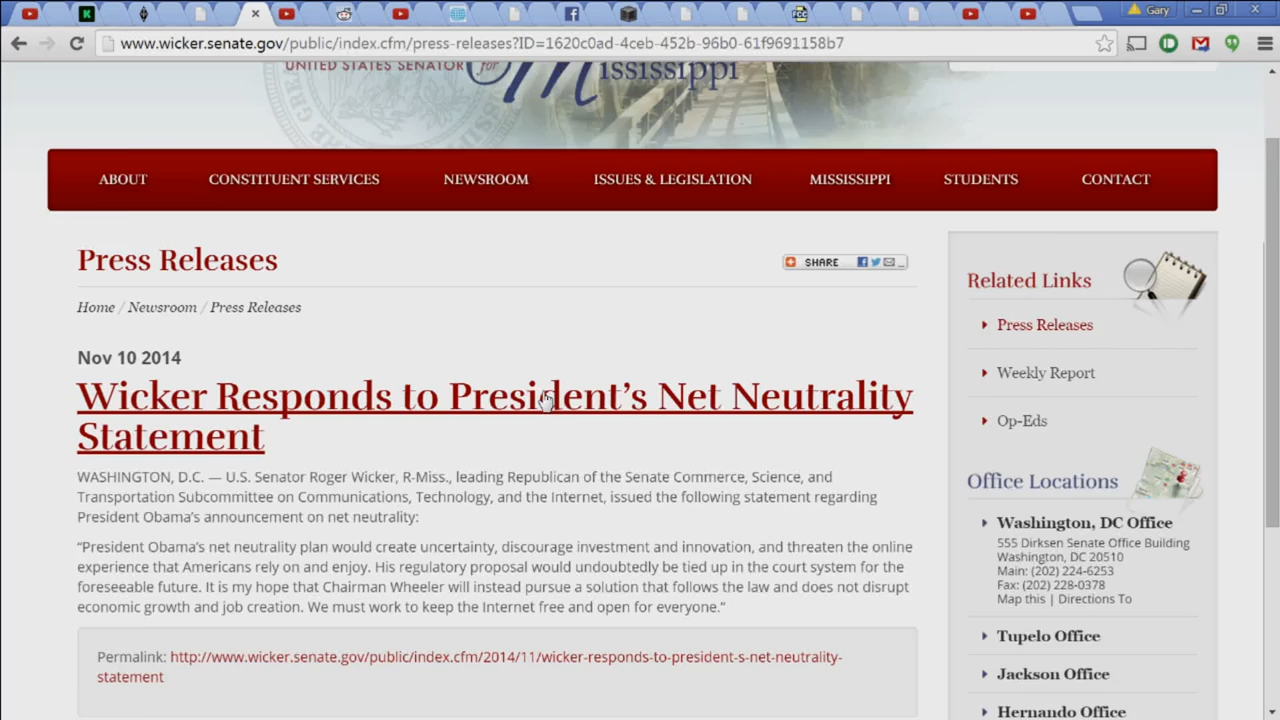 Gary
www.wicker.senate.gov/public/index.cfm/press-releases?ID=1620c0ad-4ceb-452b-96b0-61f9691158b7
UNITED STATES SENATOR for Mississippi
ABOUT CONSTITUENT SERVICES NEWSROOM ISSUES & LEGISLATION MISSISSIPPI STUDENTS CONTACT
Press Releases
SHARE
Home / Newsroom / Press Releases
Nov 10 2014
Wicker Responds to President’s Net Neutrality
Statement
WASHINGTON, D.C. — U.S. Senator Roger Wicker, R-Miss., leading Republican of the Senate Commerce, Science, and
Transportation Subcommittee on Communications, Technology, and the Internet, issued the following statement regarding
President Obama’s announcement on net neutrality:
“President Obama’s net neutrality plan would create uncertainty, discourage investment and innovation, and threaten the online
experience that Americans rely on and enjoy. His regulatory proposal would undoubtedly be tied up in the court system for the
foreseeable future. It is my hope that Chairman Wheeler will instead pursue a solution that follows the law and does not disrupt
economic growth and job creation. We must work to keep the Internet free and open for everyone.”
Permalink: http://www.wicker.senate.gov/public/index.cfm/2014/11/wicker-responds-to-president-s-net-neutrality-
statement
Related Links
Press Releases
Weekly Report
Op-Eds
Office Locations
Washington, DC Office
555 Dirksen Senate Office Building
Washington, DC 20510
Main: (202) 224-6253
Fax: (202) 228-0378
Map this | Directions To
Tupelo Office
Jackson Office
Hernando Office